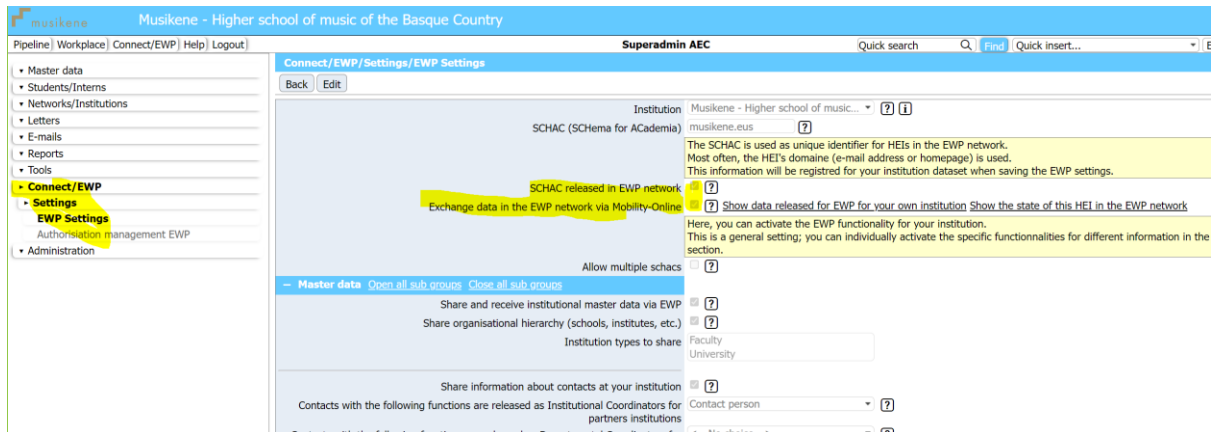 musikene
Musikene - Higher school of music of the Basque Country
Pipeline Workplace Connect/EWP Help Logout
Superadmin AEC
Quick search
Find
Quick insert...
Master data
Students/Interns
Networks/Institutions
Letters
E-mails
Reports
Tools
Connect/EWP
Settings
EWP Settings
Authorisiation management EWP
Administration
Connect/EWP/Settings/EWP Settings
Back Edit
Institution Musikene - Higher school of music... ? i
SCHAC (SCHema for ACademia) musikene.eus ?
The SCHAC is used as unique identifier for HEIs in the EWP network.
Most often, the HEI's domaine (e-mail address or homepage) is used.
This information will be registred for your institution dataset when saving the EWP settings.
SCHAC released in EWP network ?
Exchange data in the EWP network via Mobility-Online ? Show data released for EWP for your own institution Show the state of this HEI in the EWP network
Here, you can activate the EWP functionality for your institution.
This is a general setting; you can individually activate the specific functionnalities for different information in the
section.
Allow multiple schacs ?
− Master data Open all sub groups Close all sub groups
Share and receive institutional master data via EWP ?
Share organisational hierarchy (schools, institutes, etc.) ?
Institution types to share Faculty
University
Share information about contacts at your institution ?
Contacts with the following functions are released as Institutional Coordinators for Contact person ?
partners institutions